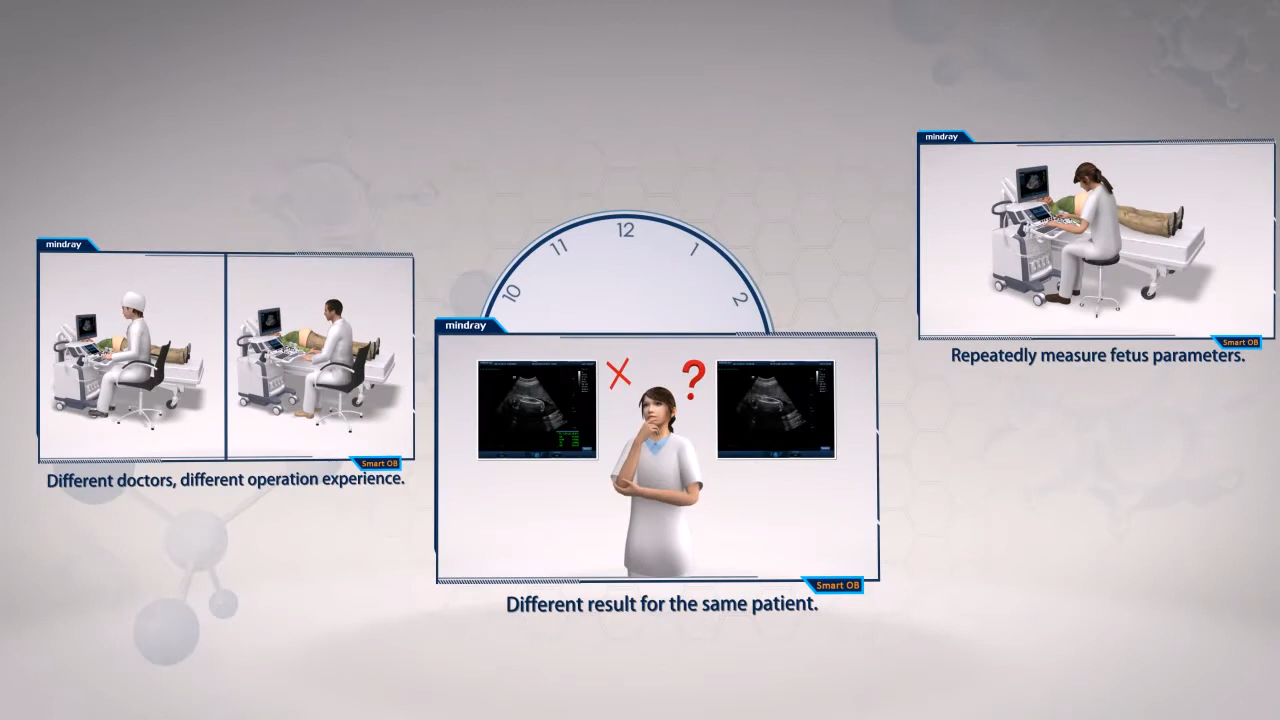 mindray
Smart OB
Repeatedly measure fetus parameters.
mindray
Smart OB
Different doctors, different operation experience.
10
11
12
1
2
mindray
X
?
Smart OB
Different result for the same patient.